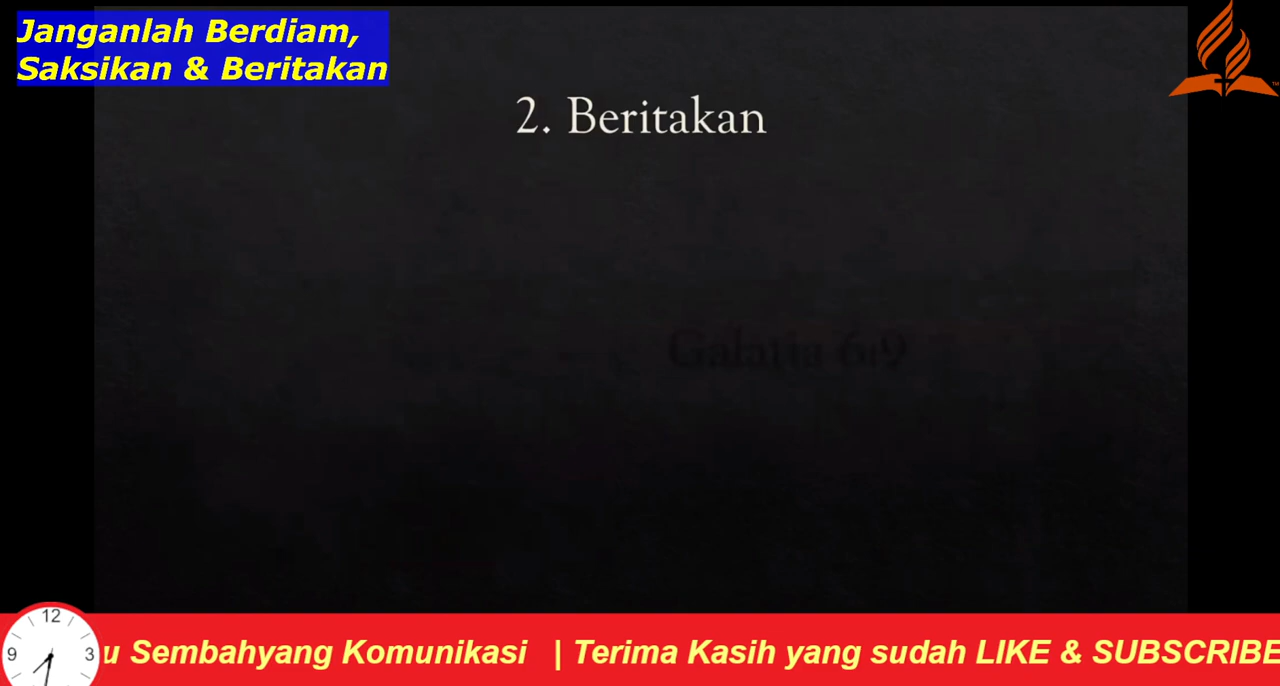 Janganlah Berdiam,
Saksikan & Beritakan
2. Beritakan
Galatia 6:9
12
9
3
u Sembahyang Komunikasi | Terima Kasih yang sudah LIKE & SUBSCRIBE